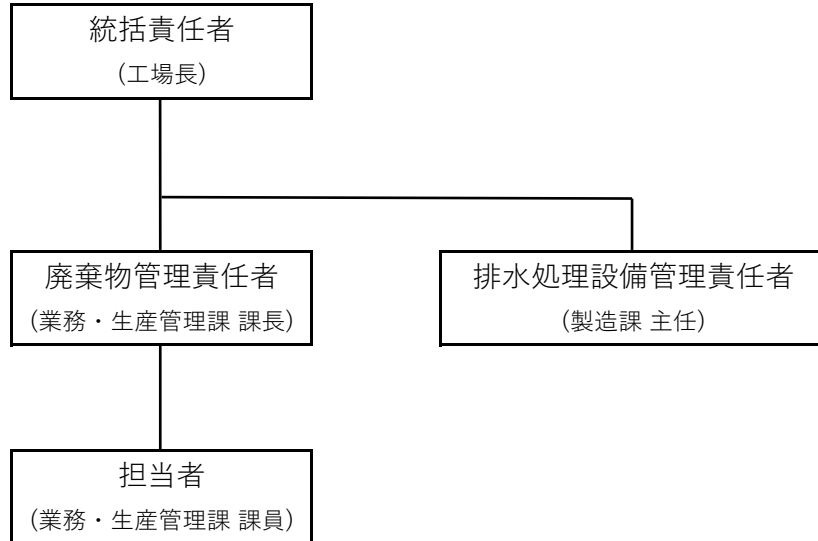 統括責任者
(工場長)
廃棄物管理責任者
(業務・生産管理課 課長)
排水処理設備管理責任者
(製造課 主任)
担当者
(業務・生産管理課 課員)